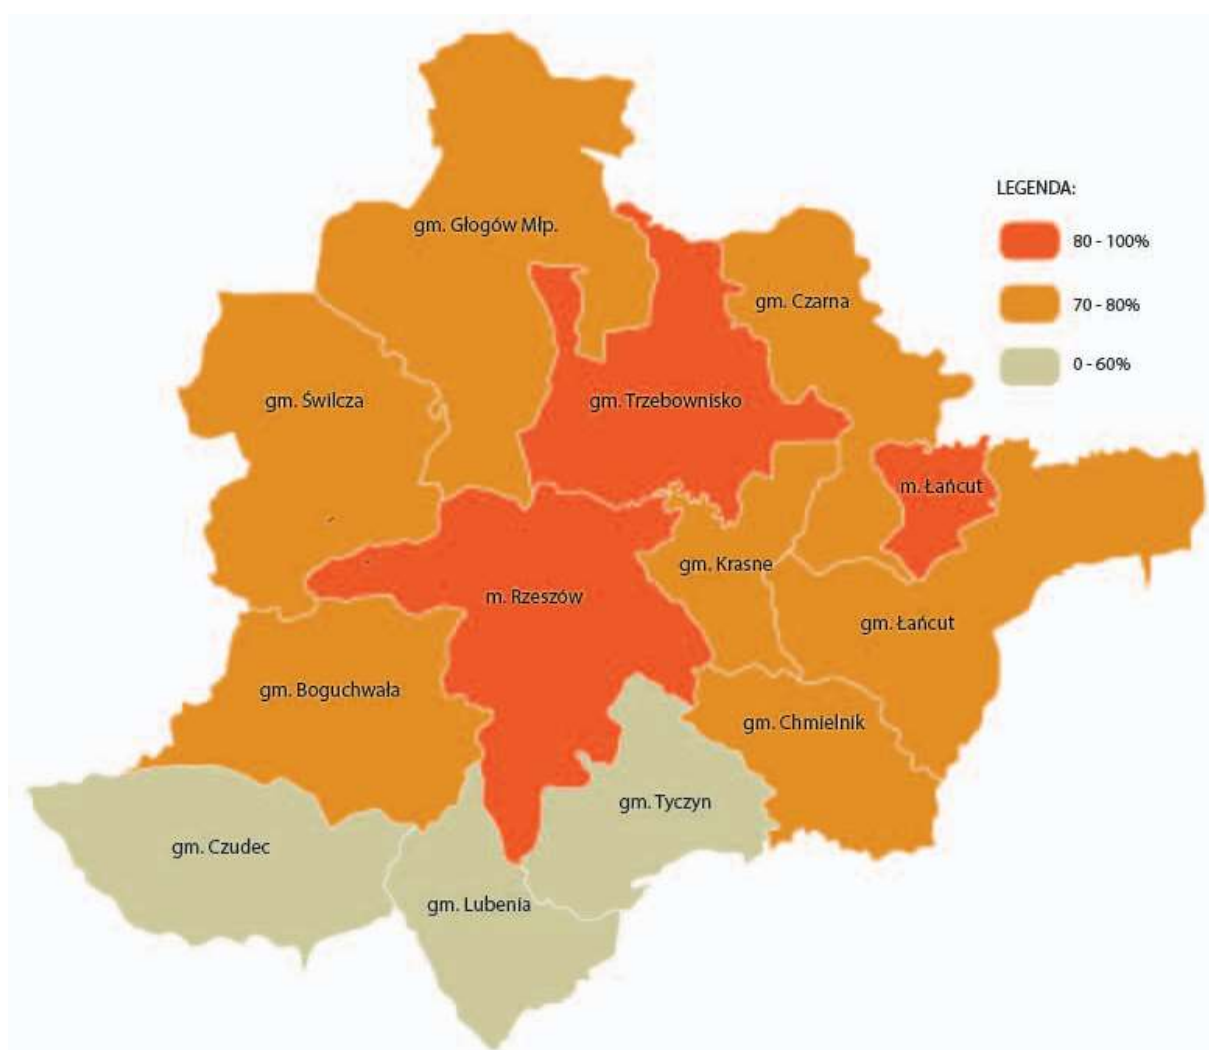 LEGENDA:
80 - 100%
70 - 80%
0 - 60%
gm. Głogów Młp.
gm. Czarna
gm. Świlcza
gm. Trzebownisko
m. Łańcut
gm. Krasne
m. Rzeszów
gm. Łańcut
gm. Boguchwała
gm. Chmielnik
gm. Tyczyn
gm. Czudec
gm. Lubenia